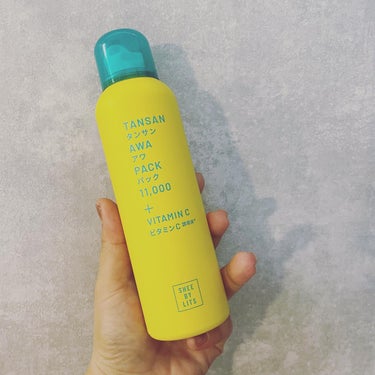 TANSAN
タンサン
AWA
アワ
PACK
パック
11,000
+
VITAMIN C
ビタミンC誘導体*
SHEE
BY
LITS